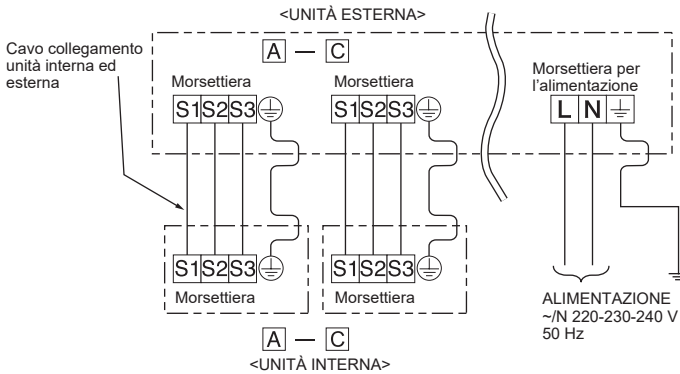 <UNITÀ ESTERNA>
Cavo collegamento
unità interna ed
esterna
A — C
Morsettiera
Morsettiera
Morsettiera per
l'alimentazione
S1 S2 S3
S1 S2 S3
L N
S1 S2 S3
S1 S2 S3
Morsettiera
Morsettiera
ALIMENTAZIONE
~/N 220-230-240 V
50 Hz
A — C
<UNITÀ INTERNA>